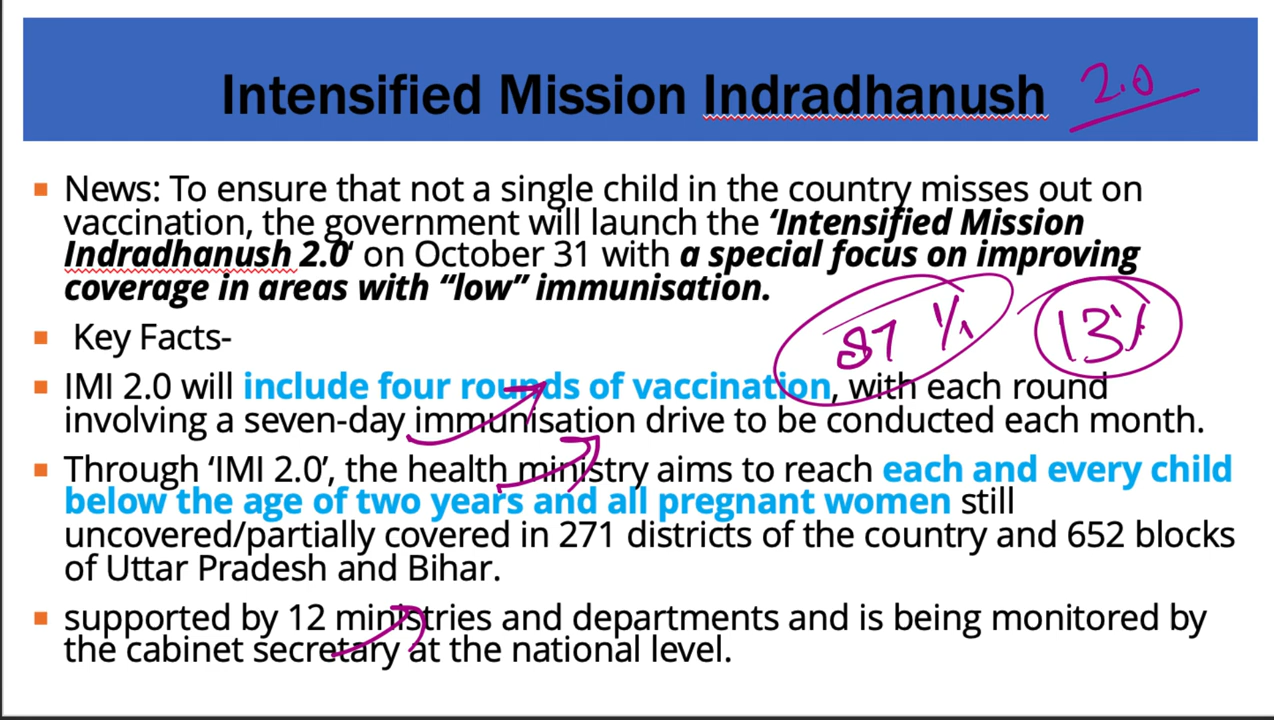 Intensified Mission Indradhanush 2.0
News: To ensure that not a single child in the country misses out on
vaccination, the government will launch the ‘Intensified Mission
Indradhanush 2.0‘ on October 31 with a special focus on improving
coverage in areas with “low” immunisation.
87 %
13%
Key Facts-
IMI 2.0 will include four rounds of vaccination, with each round
involving a seven-day immunisation drive to be conducted each month.
Through ‘IMI 2.0’, the health ministry aims to reach each and every child
below the age of two years and all pregnant women still
uncovered/partially covered in 271 districts of the country and 652 blocks
of Uttar Pradesh and Bihar.
supported by 12 ministries and departments and is being monitored by
the cabinet secretary at the national level.